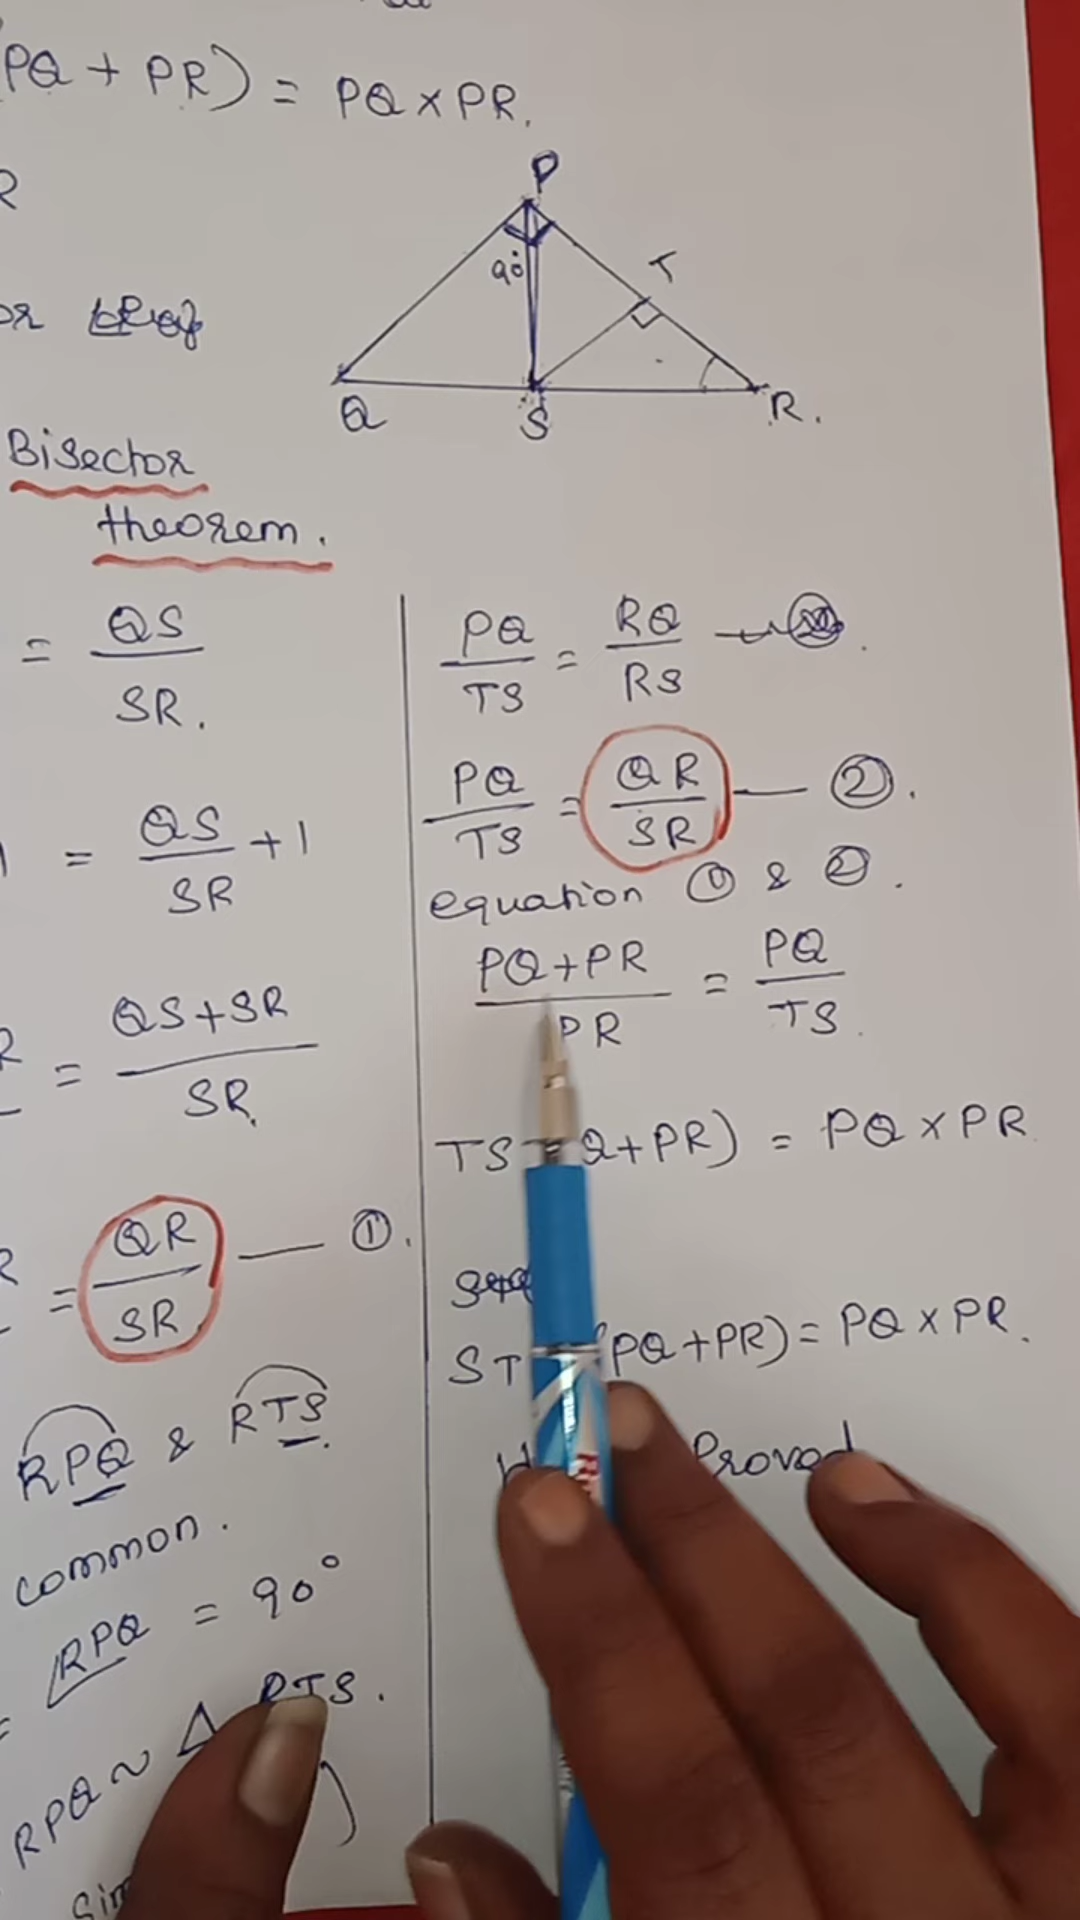 PQ + PR) = PQ × PR.
P
90°
T
Q
S
R.
Bisector
theorem.
= QS
SR.
= QS + 1
SR
= QS + SR
SR.
= QR — ①.
SR
RPQ & RTS.
common.
RPQ = 90°
RPQ ~ Δ RTS.
PQ = RQ
TS RS
PQ = QR — ②.
TS SR
equation ① & ②.
PQ + PR = PQ
PR TS.
TS Q + PR) = PQ × PR
ST (PQ + PR) = PQ × PR.
Proved